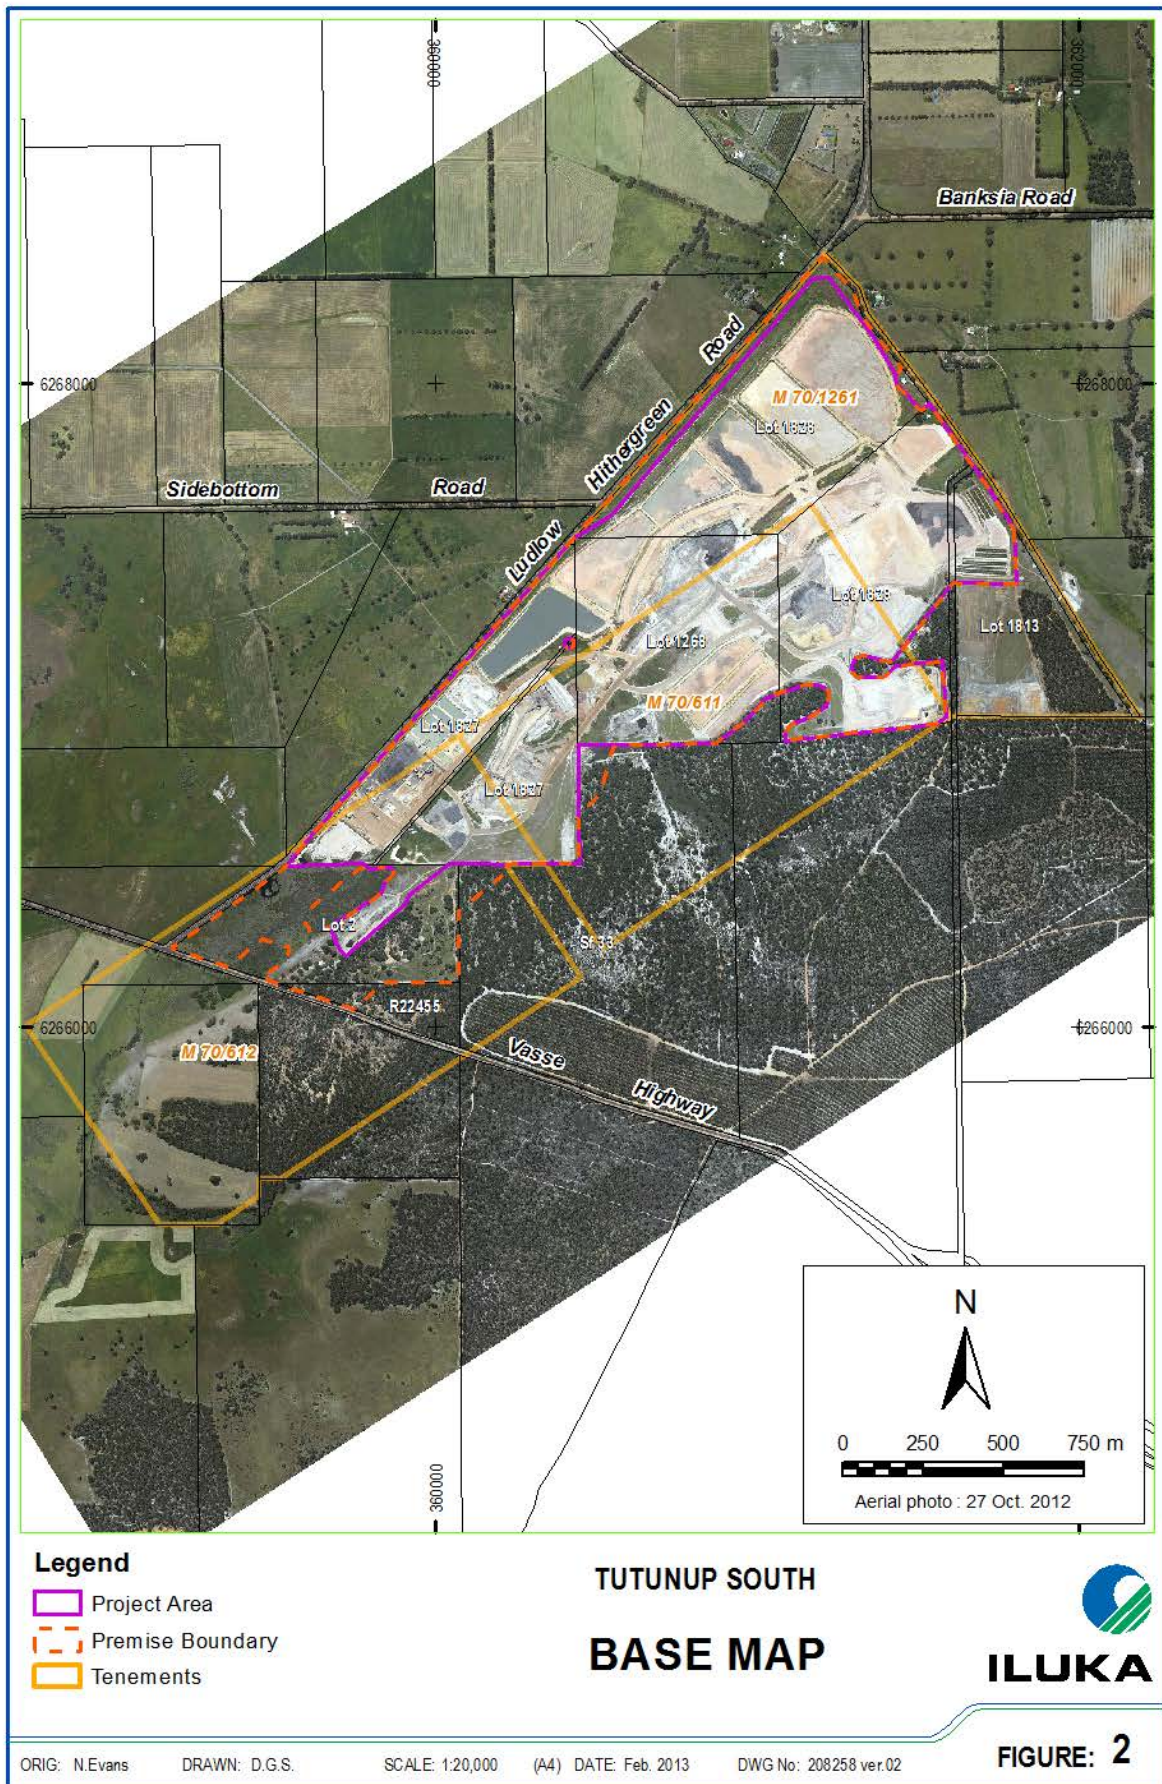 360000
362000
Banksia Road
6268000
6268000
Road
Hithergreen
Ludlow
M 70/1261
Lot 1828
Sidebottom Road
Lot 1829
Lot 1268
Lot 1813
M 70/611
Lot 1827
Lot 1837
Lot 2
R22455
6266000
6266000
M 70/612
Vasse
Highway
N
0 250 500 750 m
Aerial photo : 27 Oct. 2012
360000
Legend
Project Area
Premise Boundary
Tenements
TUTUNUP SOUTH
BASE MAP
ILUKA
ORIG: N.Evans DRAWN: D.G.S. SCALE: 1:20,000 (A4) DATE: Feb. 2013 DWG No: 208258 ver.02
FIGURE: 2